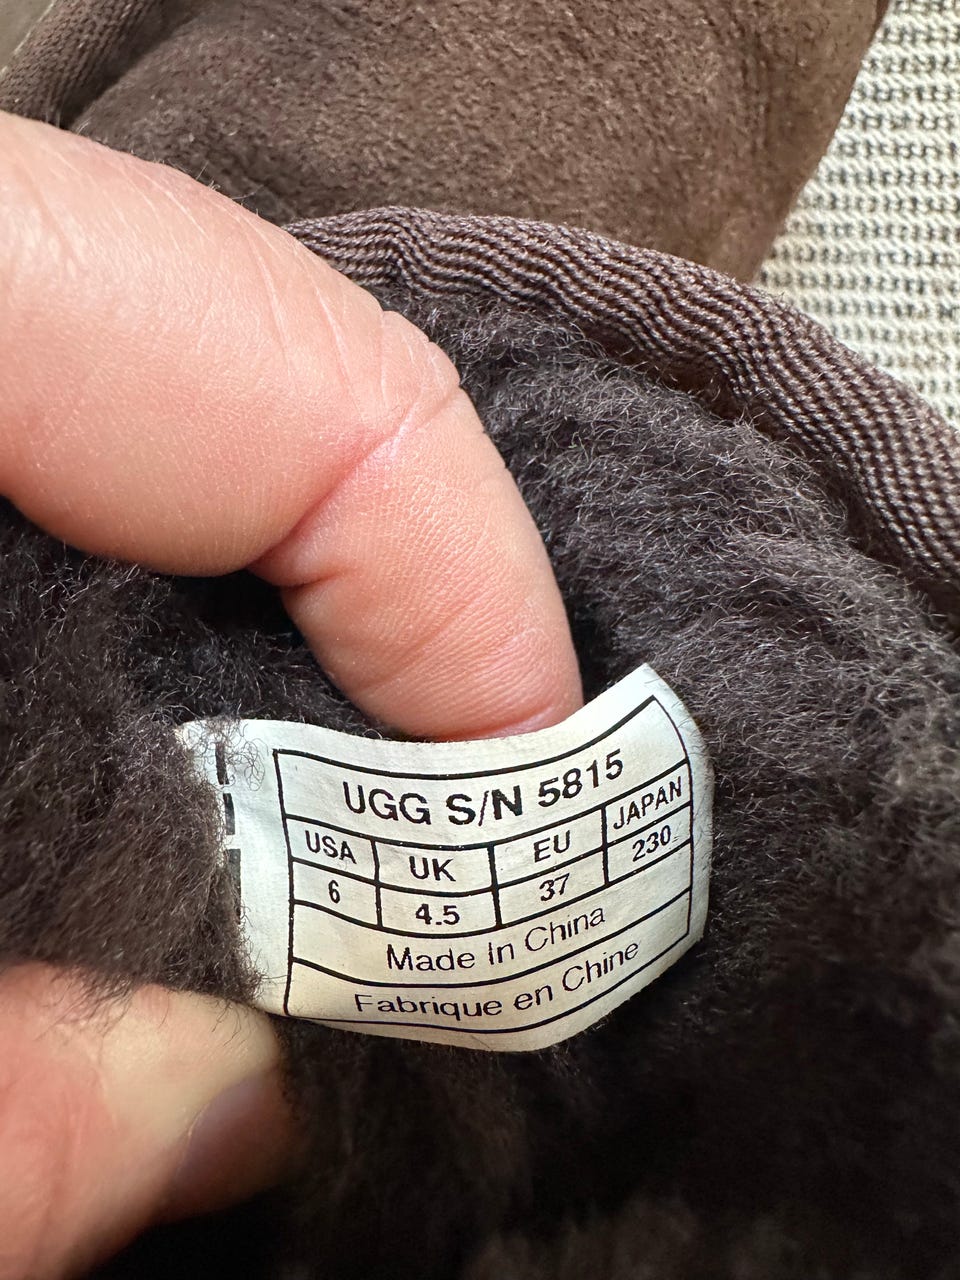 UGG S/N 5815
USA UK EU JAPAN
6 4.5 37 230
Made In China
Fabrique en Chine